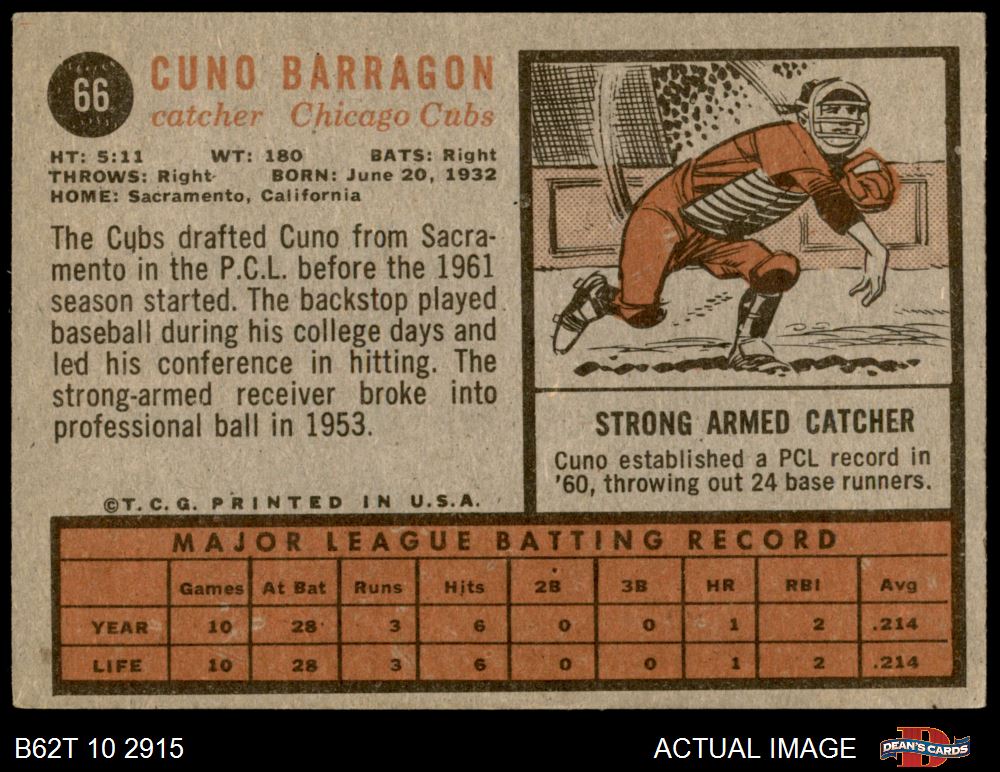 66
CUNO BARRAGON
catcher Chicago Cubs
HT: 5:11 WT: 180 BATS: Right
THROWS: Right BORN: June 20, 1932
HOME: Sacramento, California
The Cubs drafted Cuno from Sacra-
mento in the P.C.L. before the 1961
season started. The backstop played
baseball during his college days and
led his conference in hitting. The
strong-armed receiver broke into
professional ball in 1953.
©T.C.G. PRINTED IN U.S.A.
STRONG ARMED CATCHER
Cuno established a PCL record in
'60, throwing out 24 base runners.
MAJOR LEAGUE BATTING RECORD
Games At Bat Runs Hits 2B 3B HR RBI Avg
YEAR 10 28 3 6 0 0 1 2 .214
LIFE 10 28 3 6 0 0 1 2 .214
B62T 10 2915
ACTUAL IMAGE
DEAN'S CARDS